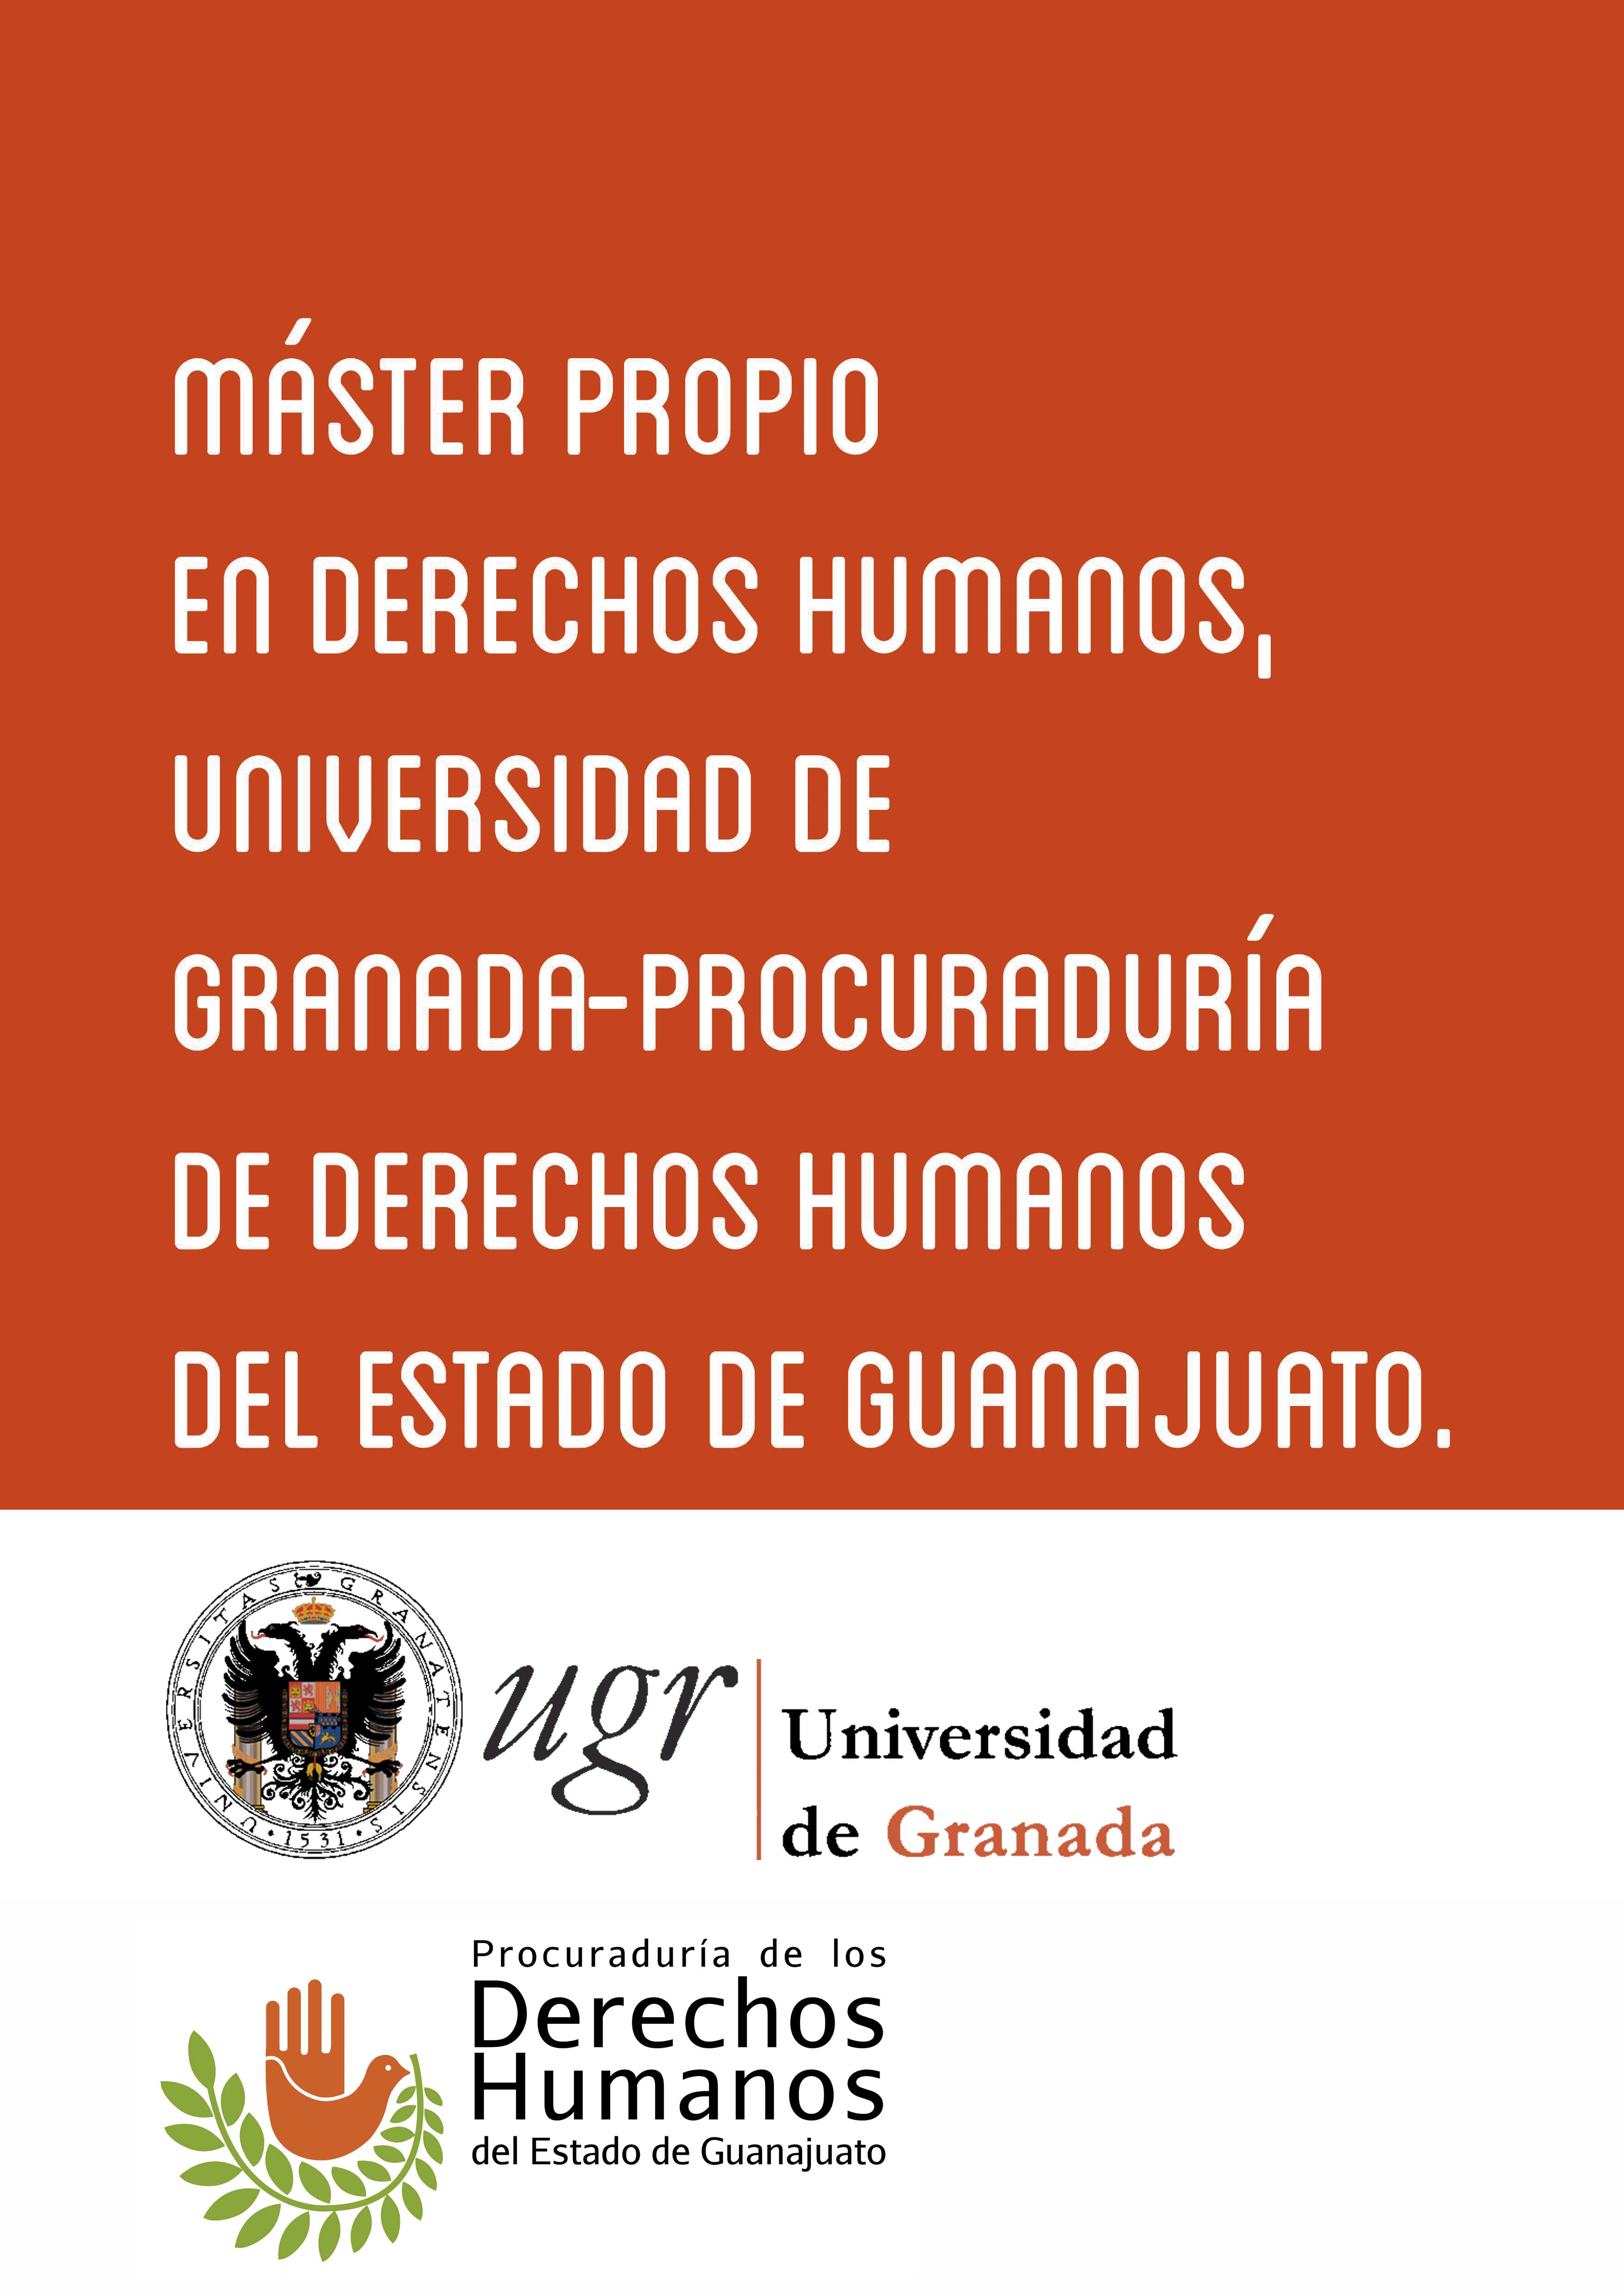 MÁSTER PROPIO
EN DERECHOS HUMANOS,
UNIVERSIDAD DE
GRANADA-PROCURADURÍA
DE DERECHOS HUMANOS
DEL ESTADO DE GUANAJUATO.
UNIVERSITAS GRANATENSIS
1531
ugr
Universidad
de Granada
Procuraduría de los
Derechos
Humanos
del Estado de Guanajuato